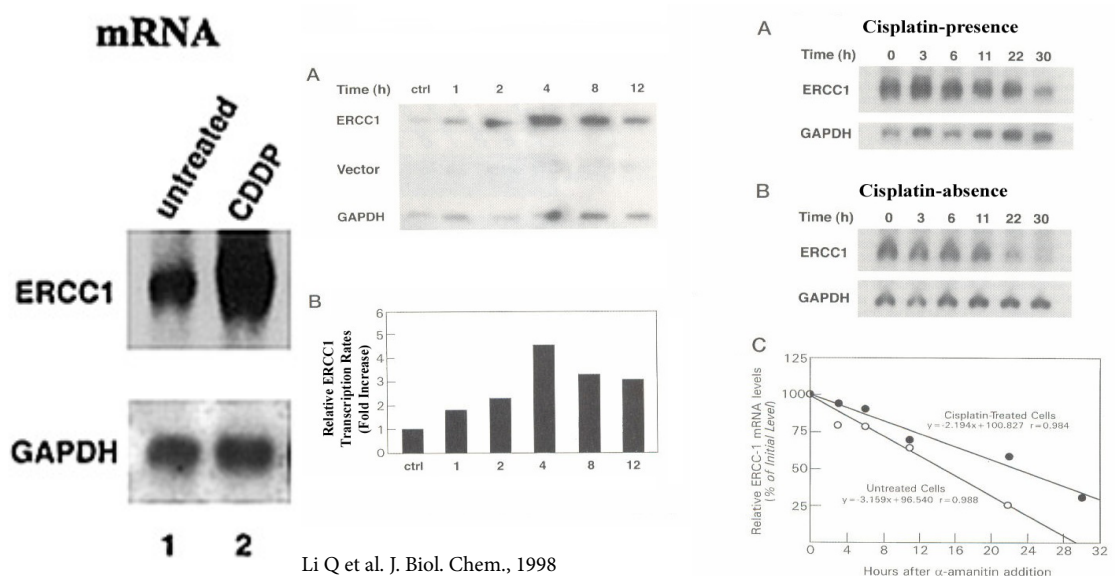 mRNA
untreated
CDDP
ERCC1
GAPDH
1 2
A
Time (h) ctrl 1 2 4 8 12
ERCC1
Vector
GAPDH
B
Relative ERCC1
Transcription Rates
(Fold Increase)
6
5
4
3
2
1
0
ctrl 1 2 4 8 12
Li Q et al. J. Biol. Chem., 1998
A
Cisplatin-presence
Time (h) 0 3 6 11 22 30
ERCC1
GAPDH
B
Cisplatin-absence
Time (h) 0 3 6 11 22 30
ERCC1
GAPDH
C
Relative ERCC-1 mRNA levels
(% of Initial Level)
125
100
75
50
25
Cisplatin-Treated Cells
y=-2.194x+100.827 r=0.984
Untreated Cells
y=-3.159x+96.540 r=0.988
0 4 8 12 16 20 24 28 32
Hours after α-amanitin addition